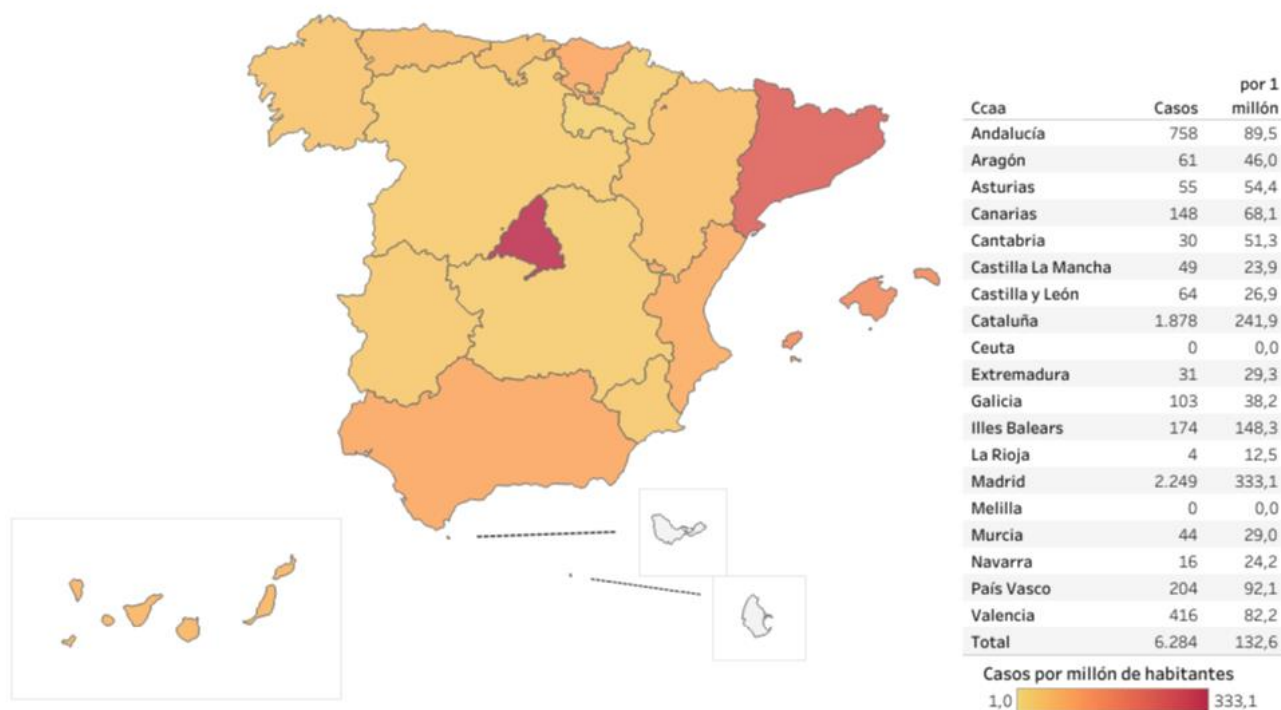 Ccaa Casos por 1 millón
Andalucía 758 89,5
Aragón 61 46,0
Asturias 55 54,4
Canarias 148 68,1
Cantabria 30 51,3
Castilla La Mancha 49 23,9
Castilla y León 64 26,9
Cataluña 1.878 241,9
Ceuta 0 0,0
Extremadura 31 29,3
Galicia 103 38,2
Illes Balears 174 148,3
La Rioja 4 12,5
Madrid 2.249 333,1
Melilla 0 0,0
Murcia 44 29,0
Navarra 16 24,2
País Vasco 204 92,1
Valencia 416 82,2
Total 6.284 132,6
Casos por millón de habitantes
1,0 333,1